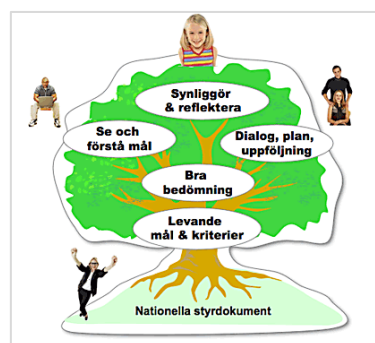 Synliggör
& reflektera
Se och
förstå mål
Dialog, plan,
uppföljning
Bra
bedömning
Levande
mål & kriterier
Nationella styrdokument